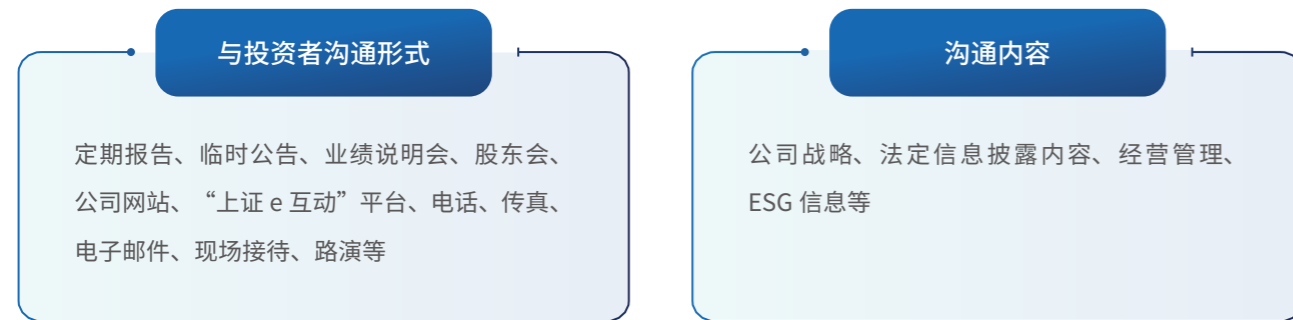 与投资者沟通形式
定期报告、临时公告、业绩说明会、股东会、
公司网站、“上证 e 互动”平台、电话、传真、
电子邮件、现场接待、路演等
沟通内容
公司战略、法定信息披露内容、经营管理、
ESG 信息等